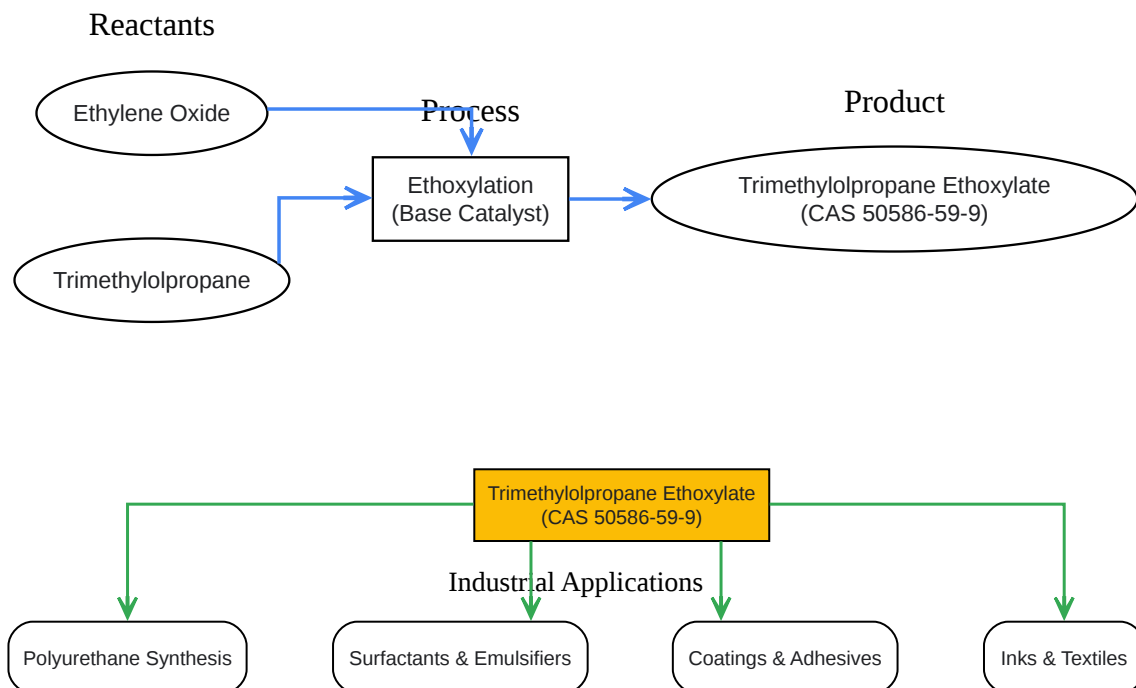 Reactants
Ethylene Oxide
Process
Product
Ethoxylation
(Base Catalyst)
Trimethylolpropane Ethoxylate
(CAS 50586-59-9)
Trimethylolpropane
Trimethylolpropane Ethoxylate
(CAS 50586-59-9)
Industrial Applications
Polyurethane Synthesis
Surfactants & Emulsifiers
Coatings & Adhesives
Inks & Textiles